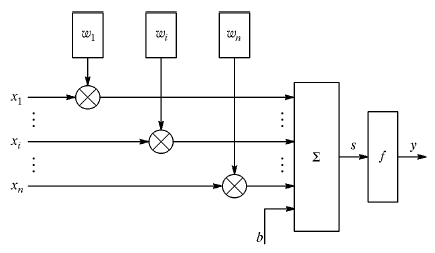 w1 wi wn
x1
xi
Σ s f y
xn
b